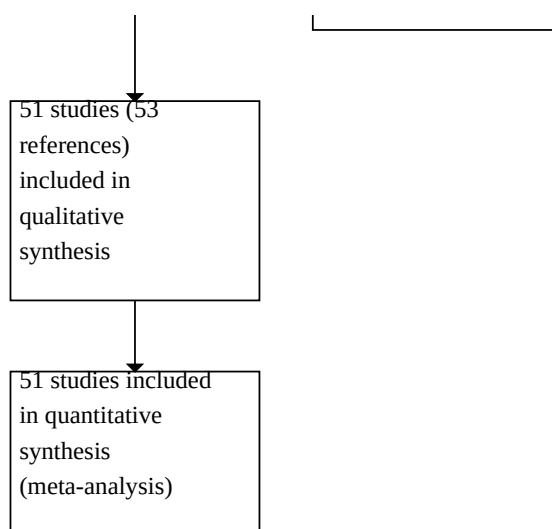 51 studies (53
references)
included in
qualitative
synthesis
51 studies included
in quantitative
synthesis
(meta-analysis)